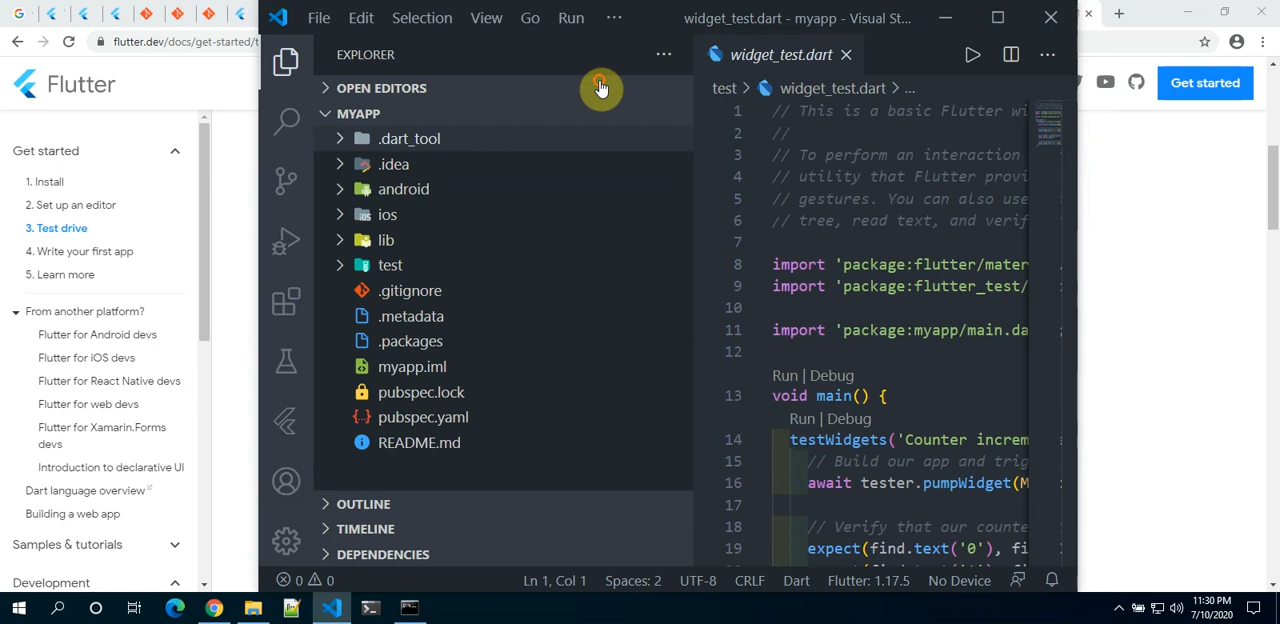 flutter.dev/docs/get-started/t
Flutter
Get started
Get started
1. Install
2. Set up an editor
3. Test drive
4. Write your first app
5. Learn more
From another platform?
Flutter for Android devs
Flutter for iOS devs
Flutter for React Native devs
Flutter for web devs
Flutter for Xamarin.Forms
devs
Introduction to declarative UI
Dart language overview
Building a web app
Samples & tutorials
Development
File Edit Selection View Go Run ··· widget_test.dart - myapp - Visual St...
EXPLORER
OPEN EDITORS
MYAPP
.dart_tool
.idea
android
ios
lib
test
.gitignore
.metadata
.packages
myapp.iml
pubspec.lock
pubspec.yaml
README.md
OUTLINE
TIMELINE
DEPENDENCIES
widget_test.dart
test > widget_test.dart > ...
1 // This is a basic Flutter wi
2 //
3 // To perform an interaction
4 // utility that Flutter provi
5 // gestures. You can also use
6 // tree, read text, and verif
7
8 import 'package:flutter/mater
9 import 'package:flutter_test/
10
11 import 'package:myapp/main.da
12
Run | Debug
13 void main() {
Run | Debug
14 testWidgets('Counter increm
15 // Build our app and trig
16 await tester.pumpWidget(M
17
18 // Verify that our counte
19 expect(find.text('0'), fi
0 0 Ln 1, Col 1 Spaces: 2 UTF-8 CRLF Dart Flutter: 1.17.5 No Device
11:30 PM
7/10/2020